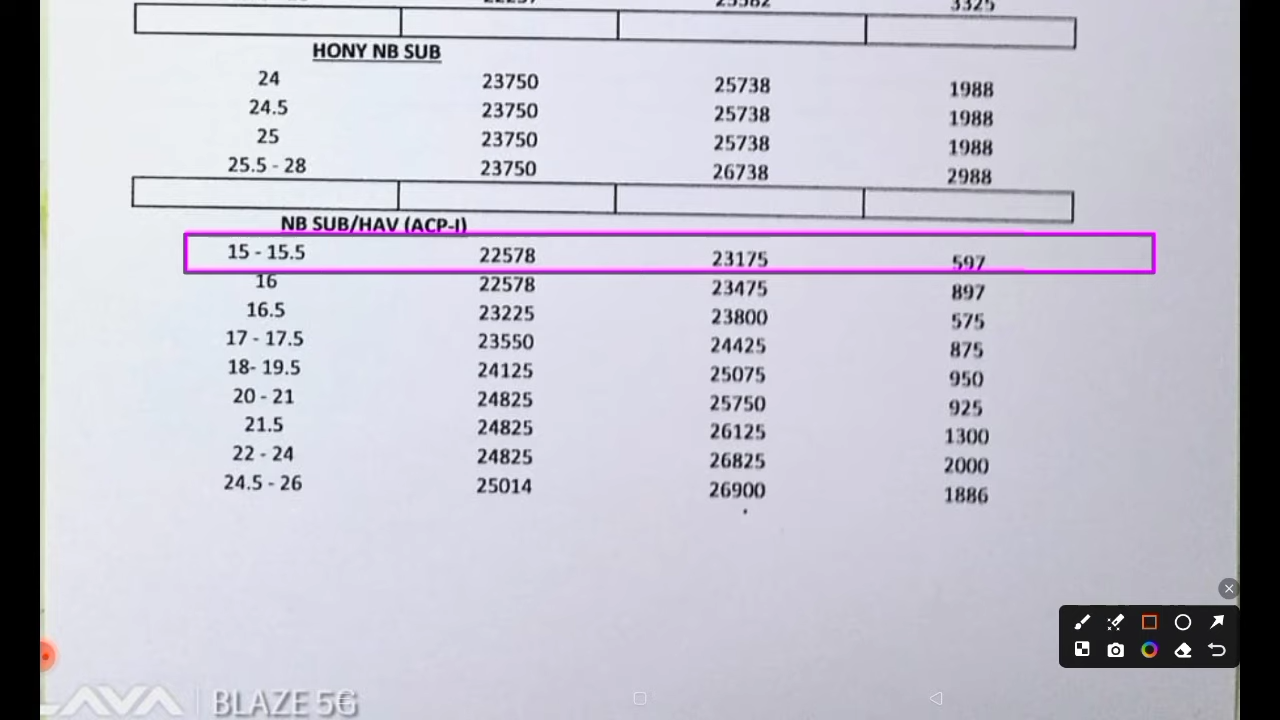 22257 25582 3325
HONY NB SUB
24 23750 25738 1988
24.5 23750 25738 1988
25 23750 25738 1988
25.5 - 28 23750 26738 2988
NB SUB/HAV (ACP-I)
15 - 15.5 22578 23175 597
16 22578 23475 897
16.5 23225 23800 575
17 - 17.5 23550 24425 875
18- 19.5 24125 25075 950
20 - 21 24825 25750 925
21.5 24825 26125 1300
22 - 24 24825 26825 2000
24.5 - 26 25014 26900 1886
LAVA BLAZE 5G